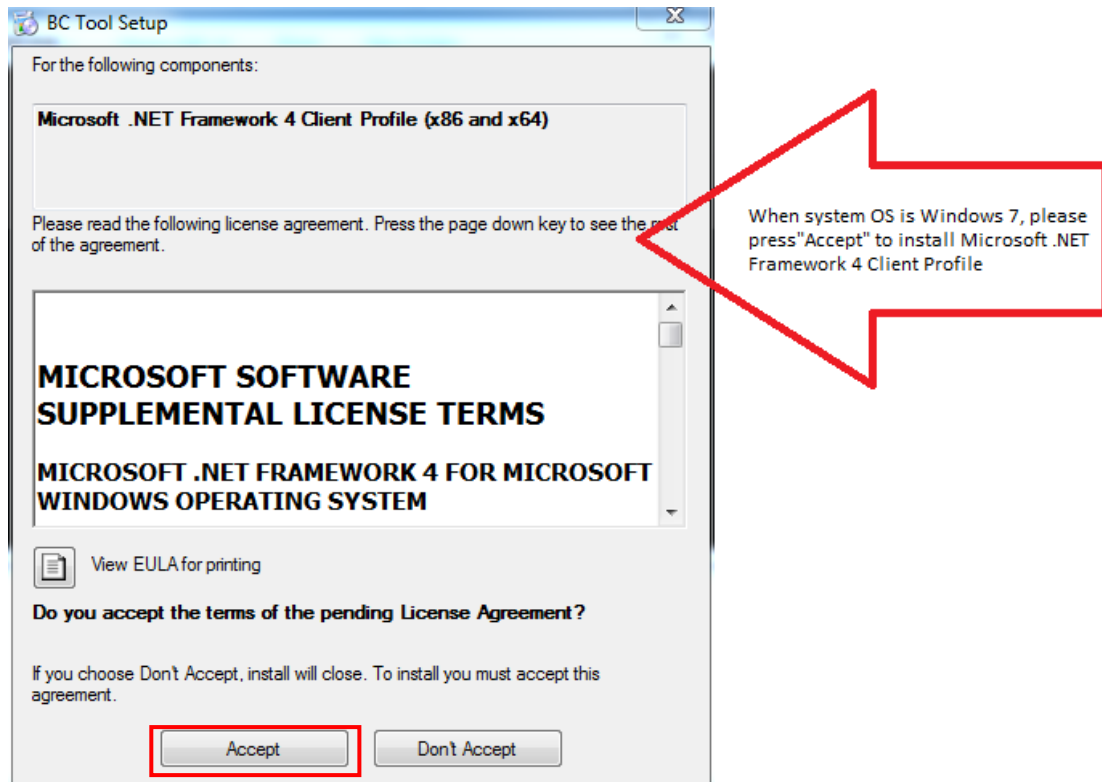 BC Tool Setup
For the following components:
Microsoft .NET Framework 4 Client Profile (x86 and x64)
Please read the following license agreement. Press the page down key to see the rest
of the agreement.
When system OS is Windows 7, please
press"Accept" to install Microsoft .NET
Framework 4 Client Profile
MICROSOFT SOFTWARE
SUPPLEMENTAL LICENSE TERMS
MICROSOFT .NET FRAMEWORK 4 FOR MICROSOFT
WINDOWS OPERATING SYSTEM
View EULA for printing
Do you accept the terms of the pending License Agreement?
If you choose Don't Accept, install will close. To install you must accept this
agreement.
Accept
Don't Accept